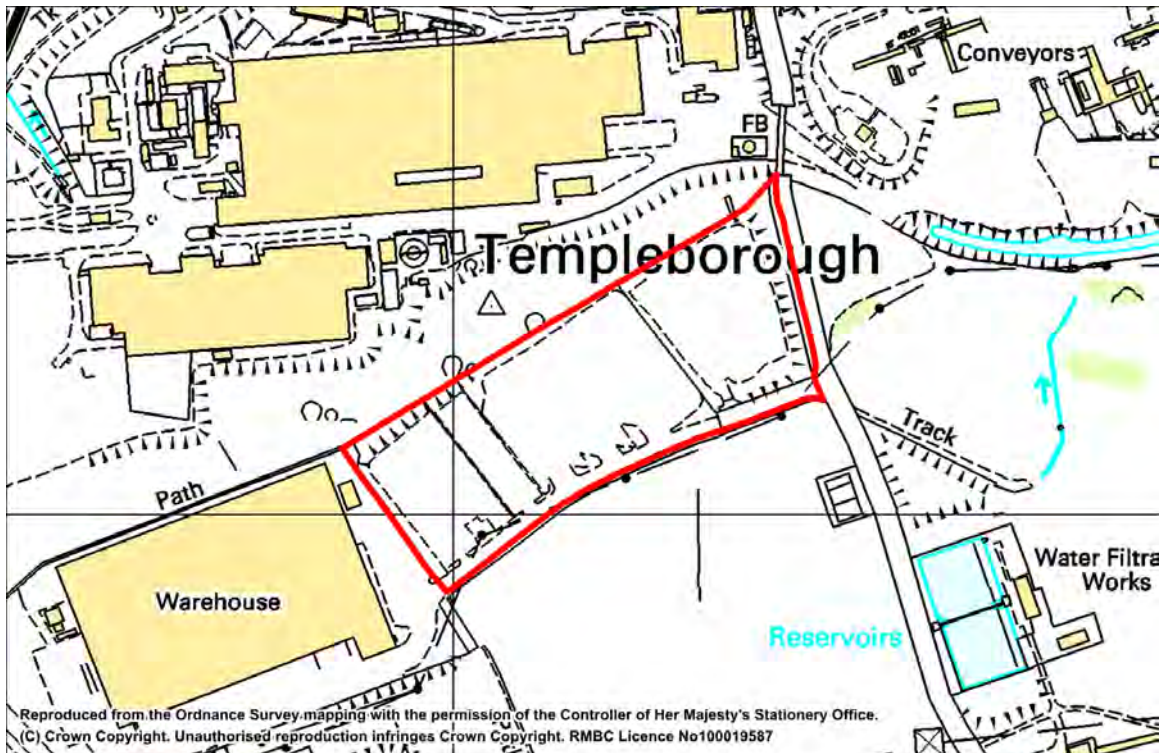 TK
Conveyors
FB
Templeborough
Track
Path
Warehouse
Water Filtra
Works
Reservoirs
Reproduced from the Ordnance Survey mapping with the permission of the Controller of Her Majesty's Stationery Office.
(C) Crown Copyright. Unauthorised reproduction infringes Crown Copyright. RMBC Licence No100019587